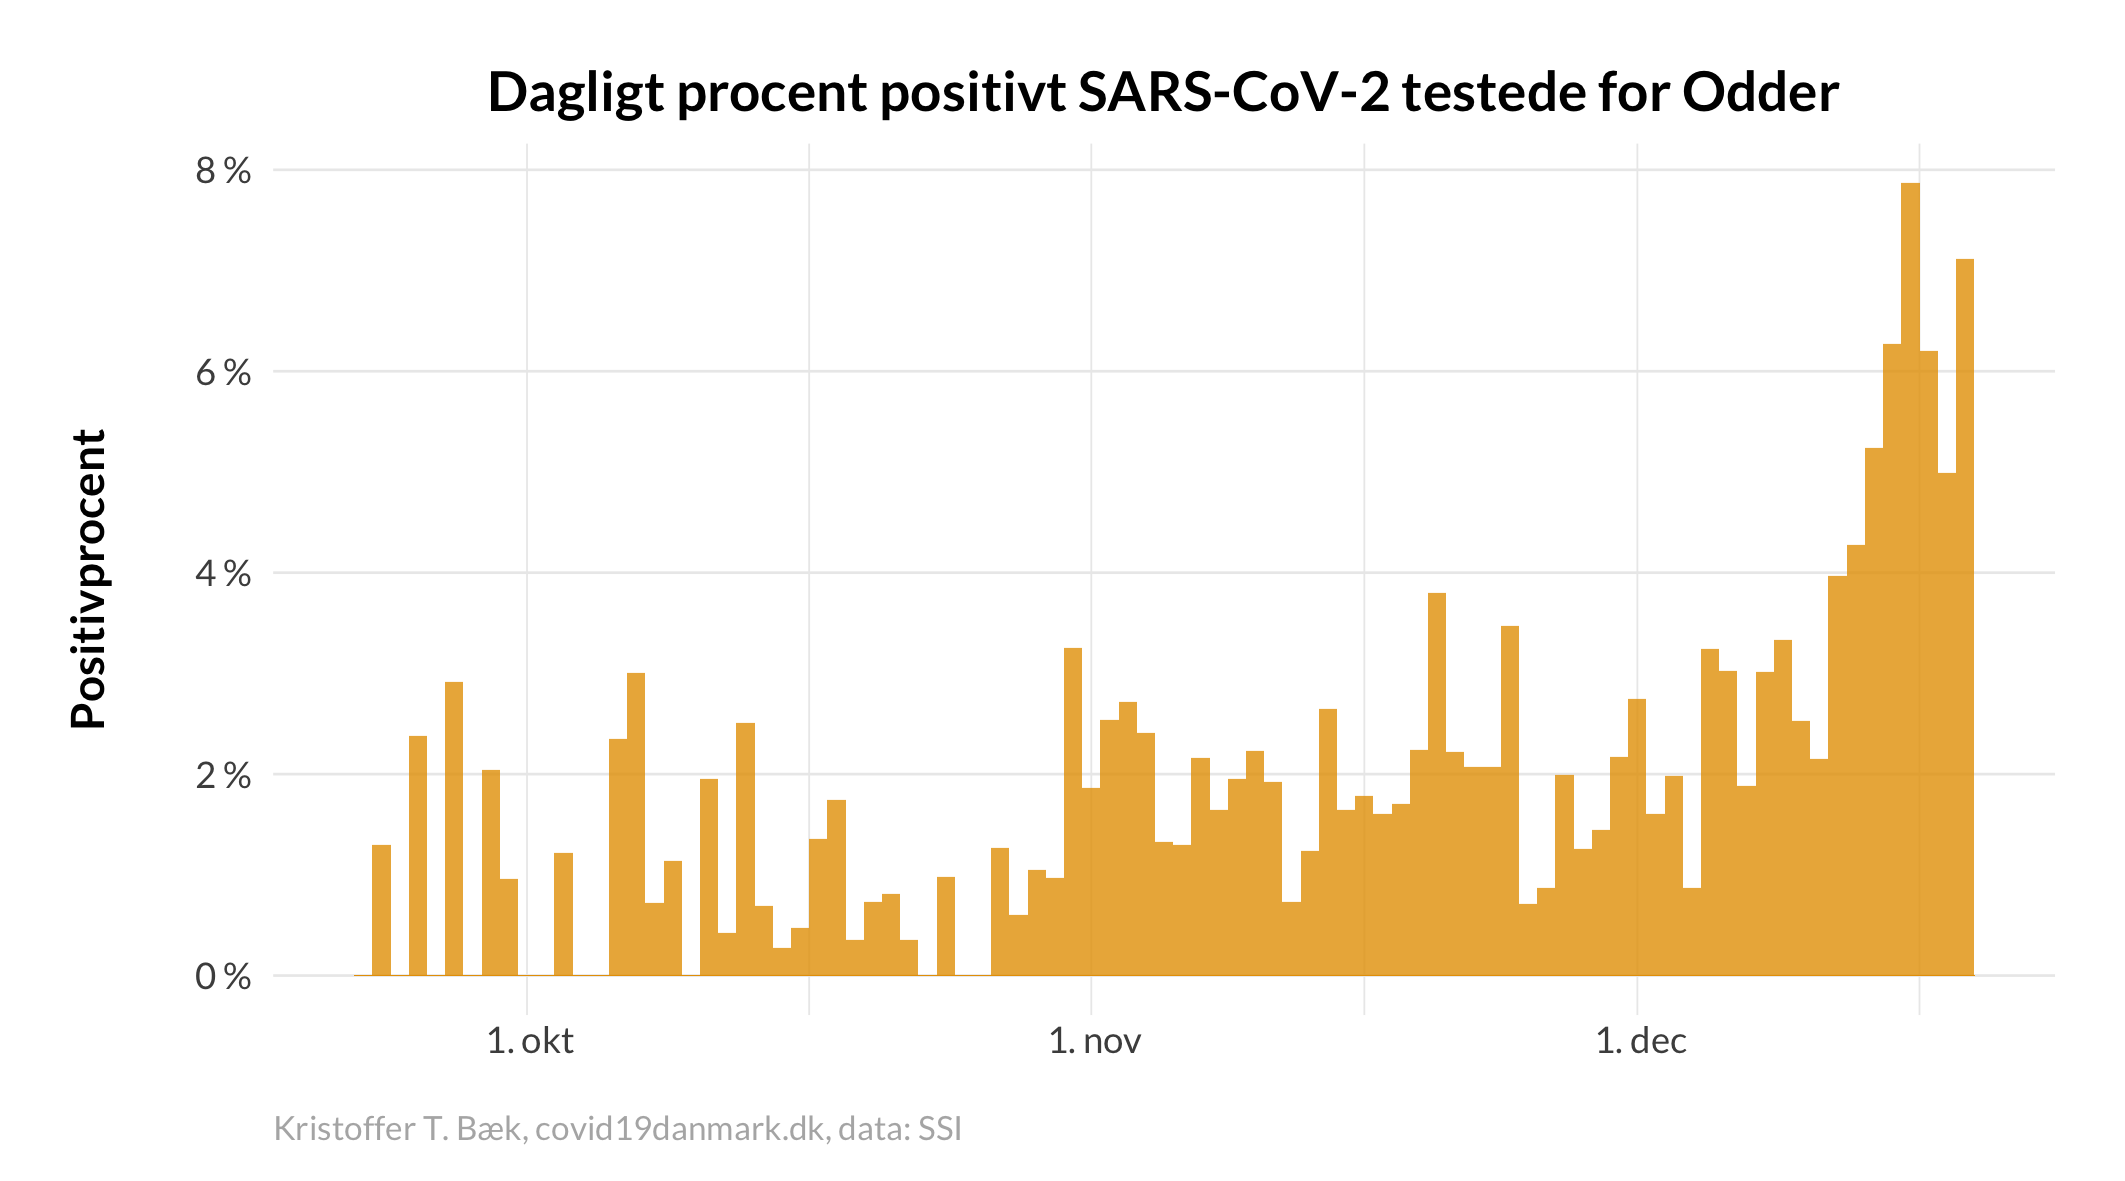 Dagligt procent positivt SARS-CoV-2 testede for Odder
Positivprocent
8 %
6 %
4 %
2 %
0 %
1. okt
1. nov
1. dec
Kristoffer T. Bæk, covid19danmark.dk, data: SSI